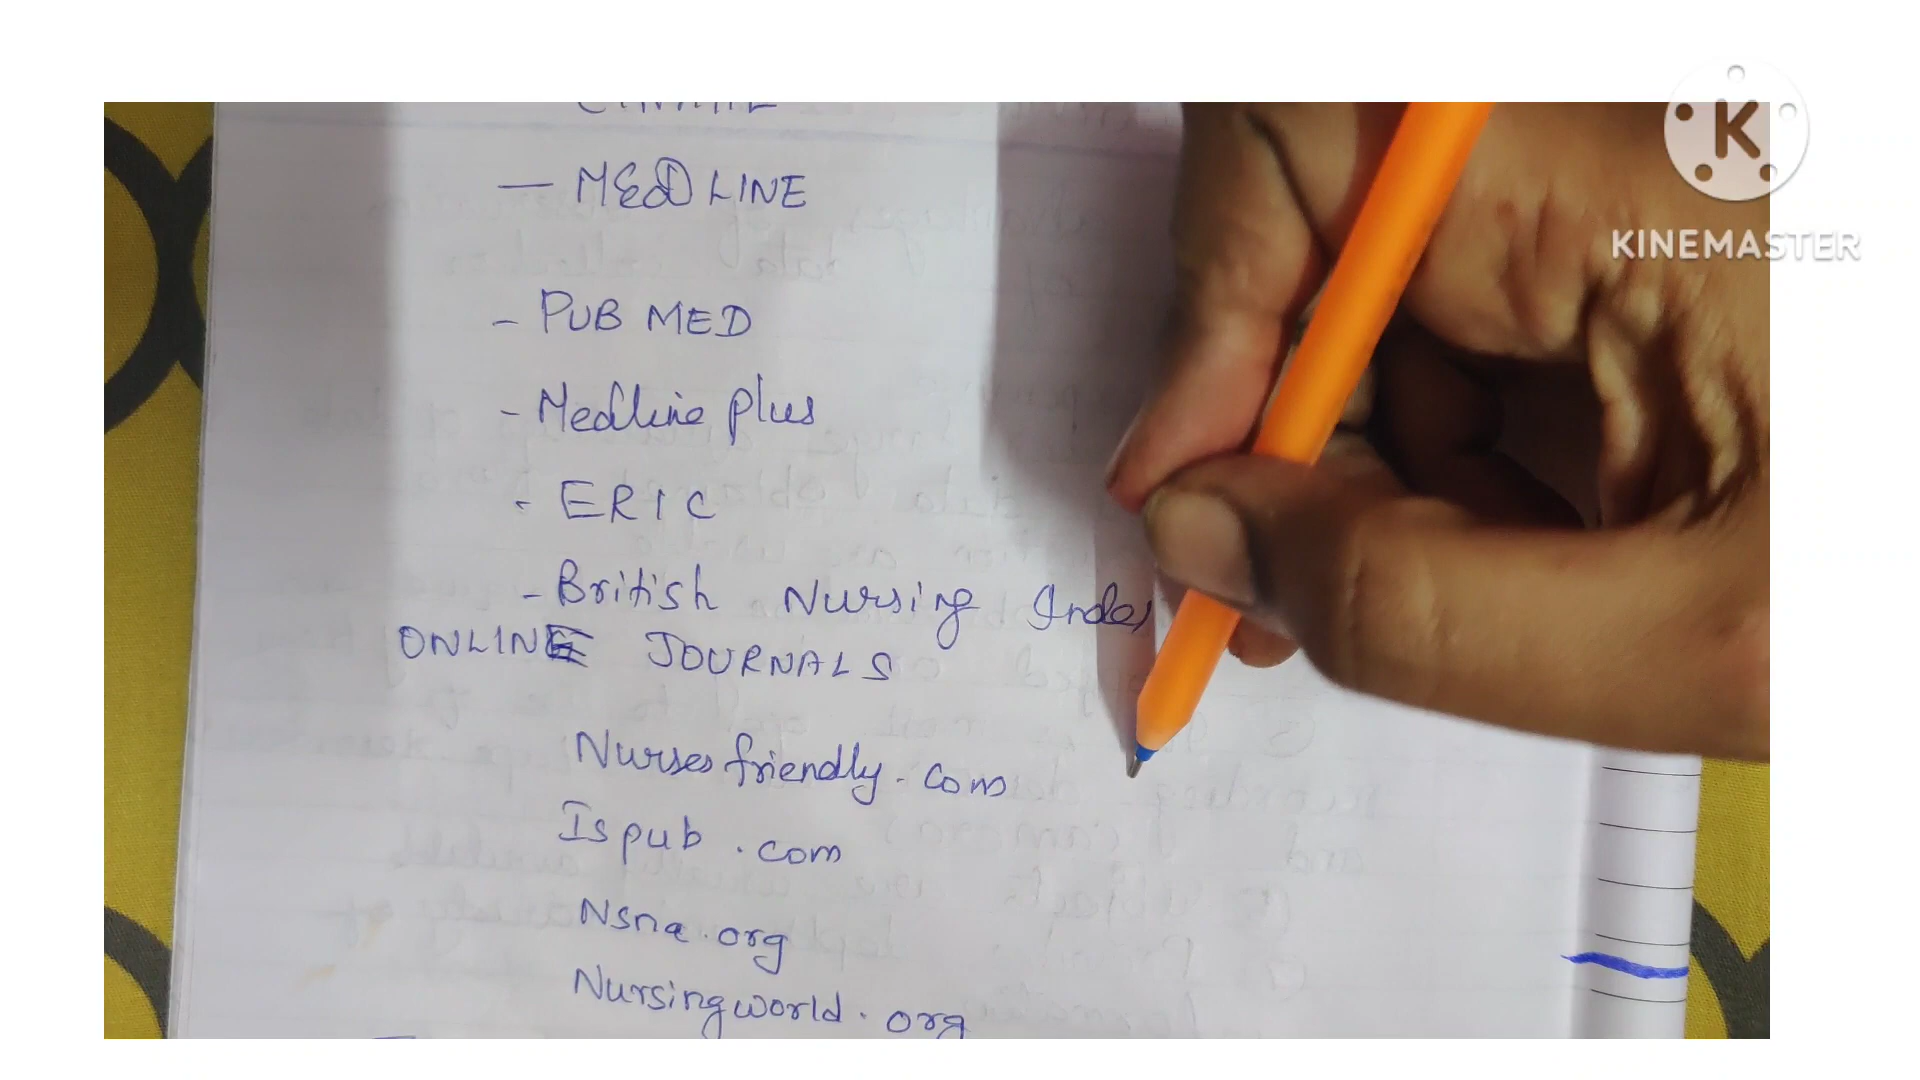 — MEDLINE
- PUB MED
- Medline plus
- ERIC
- British Nursing Index
ONLINE JOURNALS
Nursesfriendly.com
Ispub.com
Nsna.org
Nursingworld.org
K
KINEMASTER